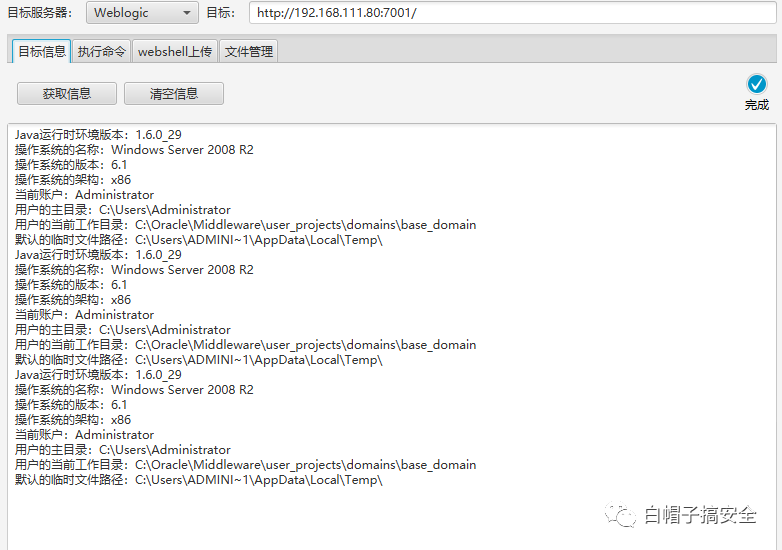 目标服务器： Weblogic 目标： http://192.168.111.80:7001/
目标信息 执行命令 webshell上传 文件管理
获取信息 清空信息
完成
Java运行时环境版本：1.6.0_29
操作系统的名称：Windows Server 2008 R2
操作系统的版本：6.1
操作系统的架构：x86
当前账户：Administrator
用户的主目录：C:\Users\Administrator
用户的当前工作目录：C:\Oracle\Middleware\user_projects\domains\base_domain
默认的临时文件路径：C:\Users\ADMINI~1\AppData\Local\Temp\
Java运行时环境版本：1.6.0_29
操作系统的名称：Windows Server 2008 R2
操作系统的版本：6.1
操作系统的架构：x86
当前账户：Administrator
用户的主目录：C:\Users\Administrator
用户的当前工作目录：C:\Oracle\Middleware\user_projects\domains\base_domain
默认的临时文件路径：C:\Users\ADMINI~1\AppData\Local\Temp\
Java运行时环境版本：1.6.0_29
操作系统的名称：Windows Server 2008 R2
操作系统的版本：6.1
操作系统的架构：x86
当前账户：Administrator
用户的主目录：C:\Users\Administrator
用户的当前工作目录：C:\Oracle\Middleware\user_projects\domains\base_domain
默认的临时文件路径：C:\Users\ADMINI~1\AppData\Local\Temp\
白帽子搞安全